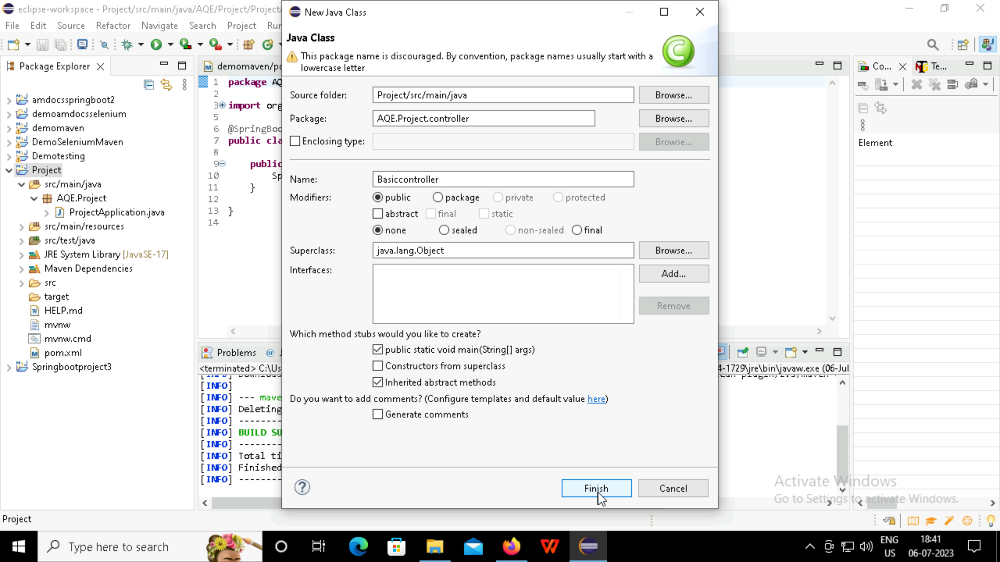 eclipse-workspace - Project/src/main/java/AQE/Project/Project
File Edit Source Refactor Navigate Search Project Ru
Package Explorer
amdocsspringboot2
demoamdocsselenium
demomaven
DemoSeleniumMaven
Demotesting
Project
src/main/java
AQE.Project
ProjectApplication.java
src/main/resources
src/test/java
JRE System Library [JavaSE-17]
Maven Dependencies
src
target
HELP.md
mvnw
mvnw.cmd
pom.xml
Springbootproject3
demomaven/po
1 package AQ
2
3 import org
5
6 @SpringBoo
7 public cla
8
9 public
10 Sp
11 }
12
13 }
14
New Java Class
Java Class
This package name is discouraged. By convention, package names usually start with a
lowercase letter
Source folder: Project/src/main/java Browse...
Package: AQE.Project.controller Browse...
Enclosing type: Browse...
Name: Basiccontroller
Modifiers: public package private protected
abstract final static
none sealed non-sealed final
Superclass: java.lang.Object Browse...
Interfaces: Add...
Remove
Which method stubs would you like to create?
public static void main(String[] args)
Constructors from superclass
Inherited abstract methods
Do you want to add comments? (Configure templates and default value here)
Generate comments
Finish Cancel
Co... Te...
Element
Problems @ J
<terminated> C:\Us
4-1729\jre\bin\javaw.exe (06-Jul
[INFO]
[INFO] --- mave
[INFO] Deleting
[INFO] --------
[INFO] BUILD SU
[INFO] --------
[INFO] Total ti
[INFO] Finished
[INFO] --------
Activate Windows
Go to Settings to activate Windows.
Project
Type here to search
ENG
US
18:41
06-07-2023